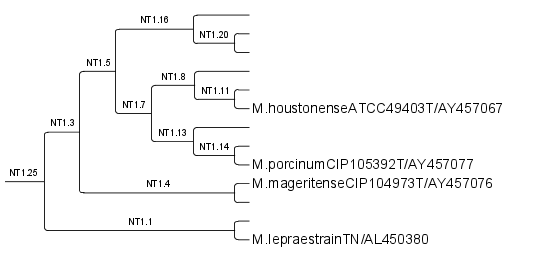 NT1.16
NT1.20
NT1.5
NT1.8
NT1.11
NT1.7
M.houstonenseATCC49403T/AY457067
NT1.3
NT1.13
NT1.14
M.porcinumCIP105392T/AY457077
NT1.25
NT1.4
M.mageritenseCIP104973T/AY457076
NT1.1
M.lepraestrainTN/AL450380